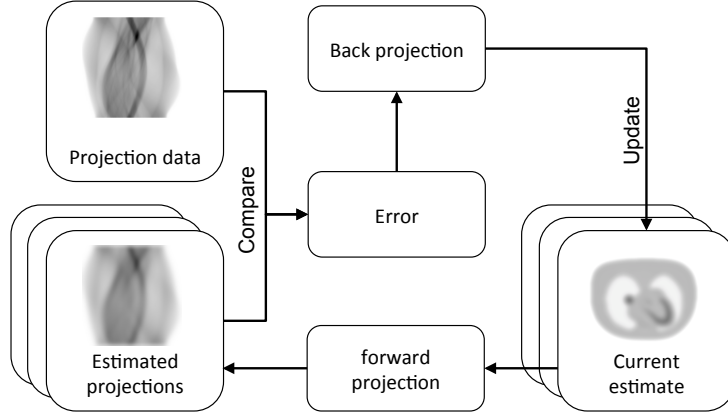 Back projection
Projection data
Update
Compare
Error
Estimated
projections
forward
projection
Current
estimate